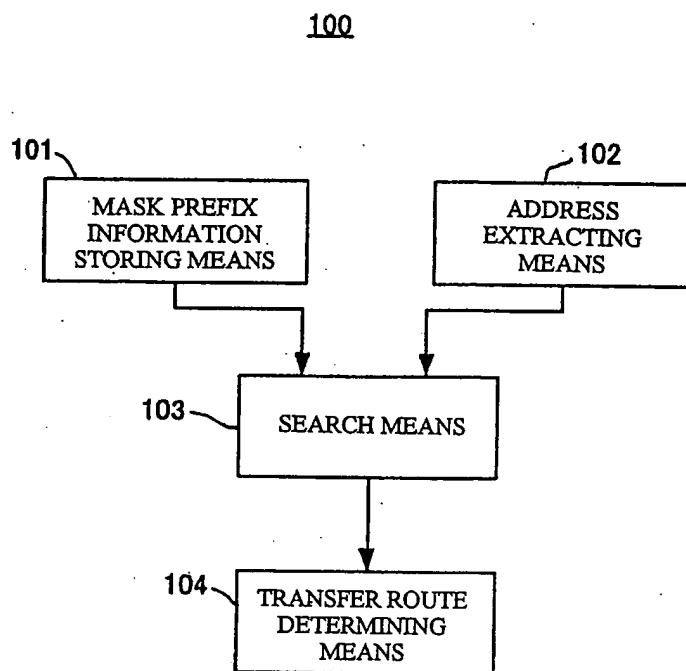 100
101
MASK PREFIX
INFORMATION
STORING MEANS
102
ADDRESS
EXTRACTING
MEANS
103
SEARCH MEANS
104
TRANSFER ROUTE
DETERMINING
MEANS